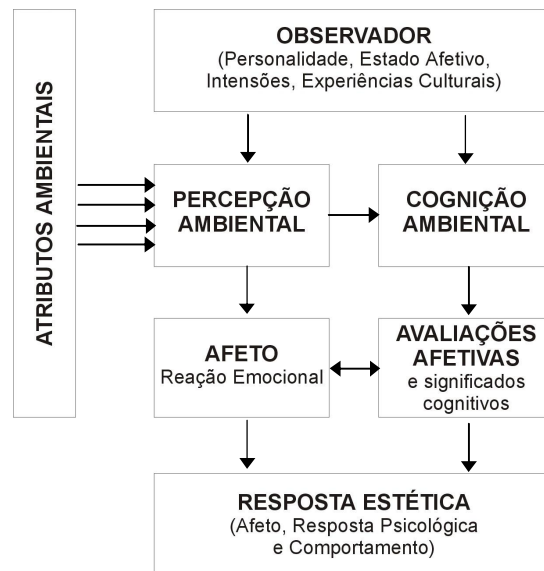 ATRIBUTOS AMBIENTAIS
OBSERVADOR
(Personalidade, Estado Afetivo,
Intensões, Experiências Culturais)
PERCEPÇÃO
AMBIENTAL
COGNIÇÃO
AMBIENTAL
AFETO
Reação Emocional
AVALIAÇÕES
AFETIVAS
e significados
cognitivos
RESPOSTA ESTÉTICA
(Afeto, Resposta Psicológica
e Comportamento)